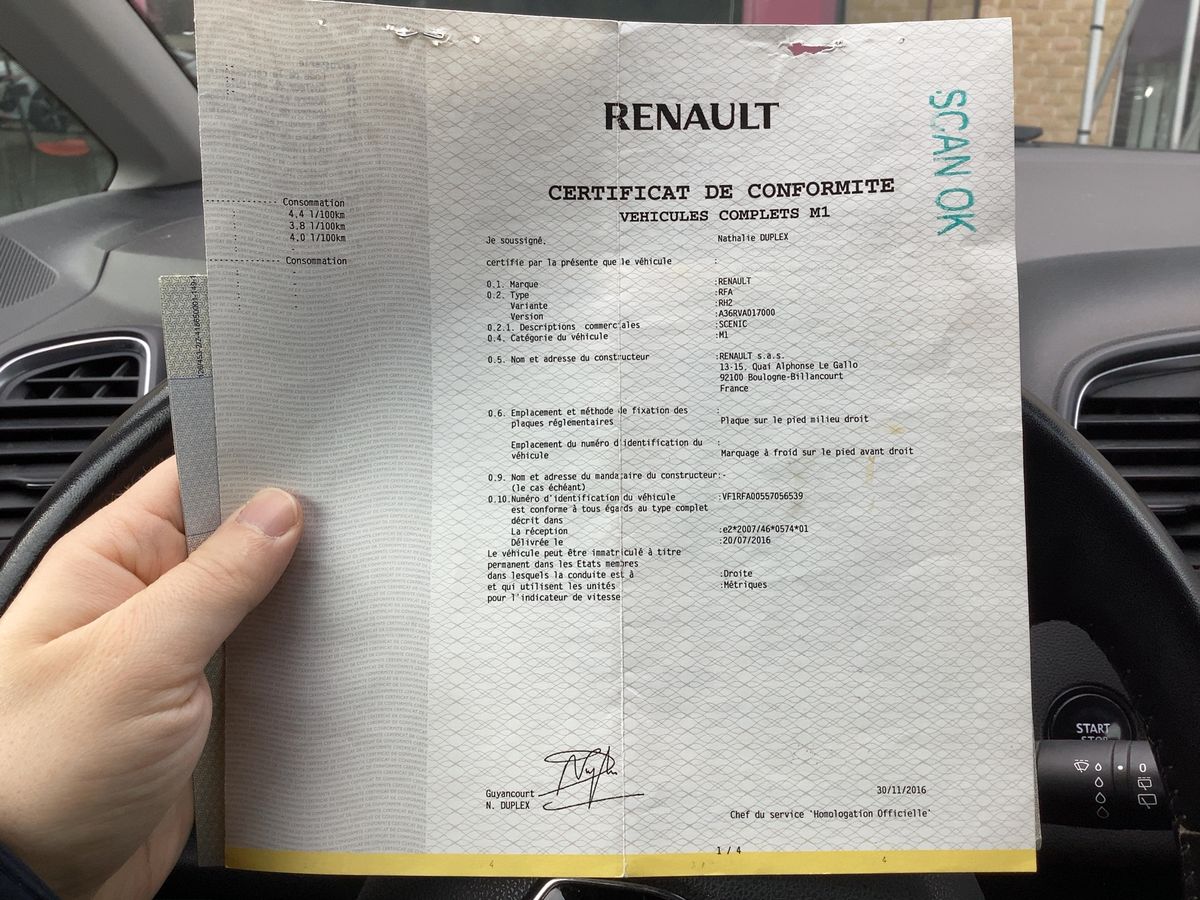 Consommation
4,4 l/100km
3,8 l/100km
4,0 l/100km
Consommation
RENAULT
SCAN OK
CERTIFICAT DE CONFORMITE
VEHICULES COMPLETS M1
Je soussigné, Nathalie DUPLEX
certifie par la présente que le véhicule :
0.1. Marque :RENAULT
0.2. Type :RFA
Variante :RH2
Version :A36RVA017000
0.2.1. Descriptions commerciales :SCENIC
0.4. Catégorie du véhicule :M1
0.5. Nom et adresse du constructeur :RENAULT s.a.s.
13-15, Quai Alphonse Le Gallo
92100 Boulogne-Billancourt
France
0.6. Emplacement et méthode de fixation des :
plaques réglementaires Plaque sur le pied milieu droit
Emplacement du numéro d'identification du :
véhicule Marquage à froid sur le pied avant droit
0.9. Nom et adresse du mandataire du constructeur:-
(le cas échéant)
0.10.Numéro d'identification du véhicule :VF1RFA00557056539
est conforme à tous égards au type complet
décrit dans
La réception :e2*2007/46*0574*01
Délivrée le :20/07/2016
Le véhicule peut être immatriculé à titre
permanent dans les Etats membres
dans lesquels la conduite est à :Droite
et qui utilisent les unités :Métriques
pour l'indicateur de vitesse
Guyancourt
N. DUPLEX
30/11/2016
Chef du service 'Homologation Officielle'
1 / 4
4
4
START
STOP
0